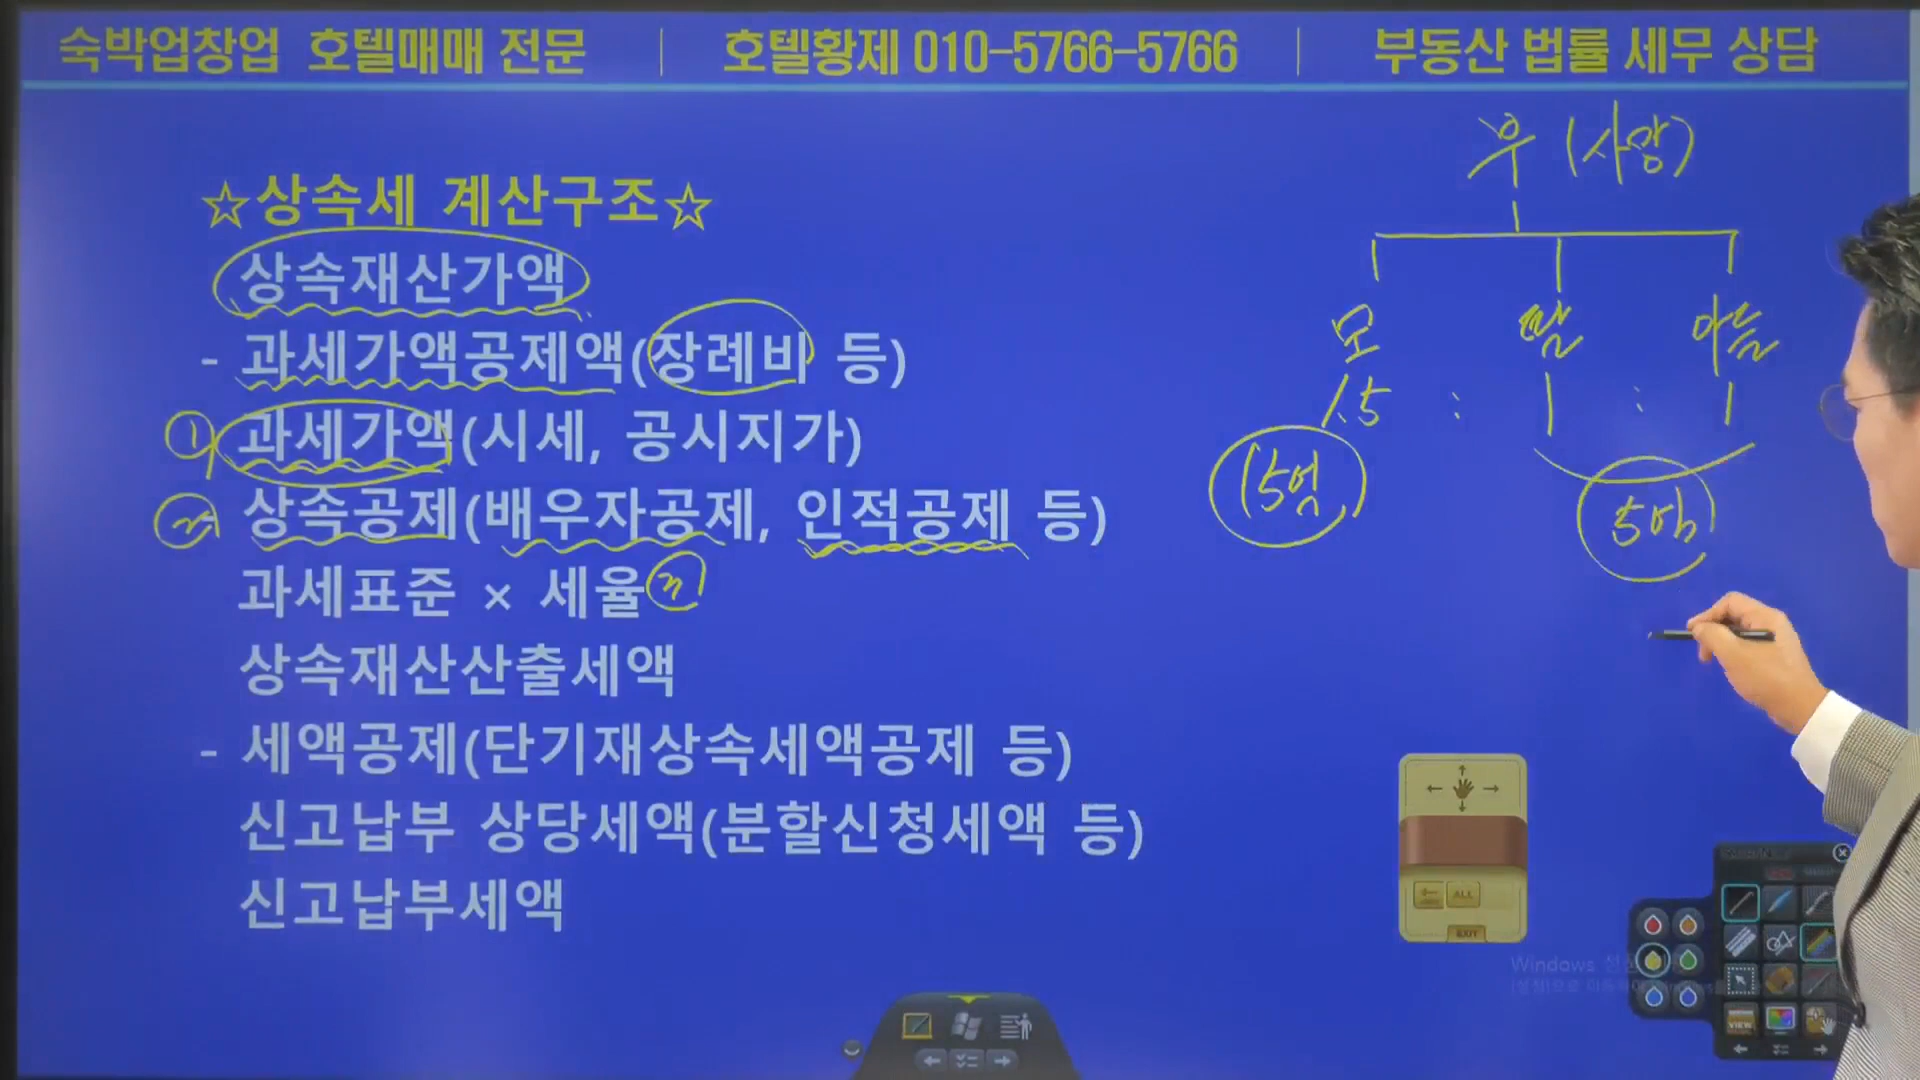 숙박업창업 호텔매매 전문 호텔황제 010-5766-5766 부동산 법률 세무 상담
☆상속세 계산구조☆
상속재산가액
- 과세가액공제액(장례비 등)
① 과세가액(시세, 공시지가)
상속공제(배우자공제, 인적공제 등)
과세표준 × 세율
상속재산산출세액
- 세액공제(단기재상속세액공제 등)
신고납부 상당세액(분할신청세액 등)
신고납부세액
(사망)
모 딸 아들
1.5 : 1 : 1
15억 5억
ALL
EXIT
Windows
VIEW